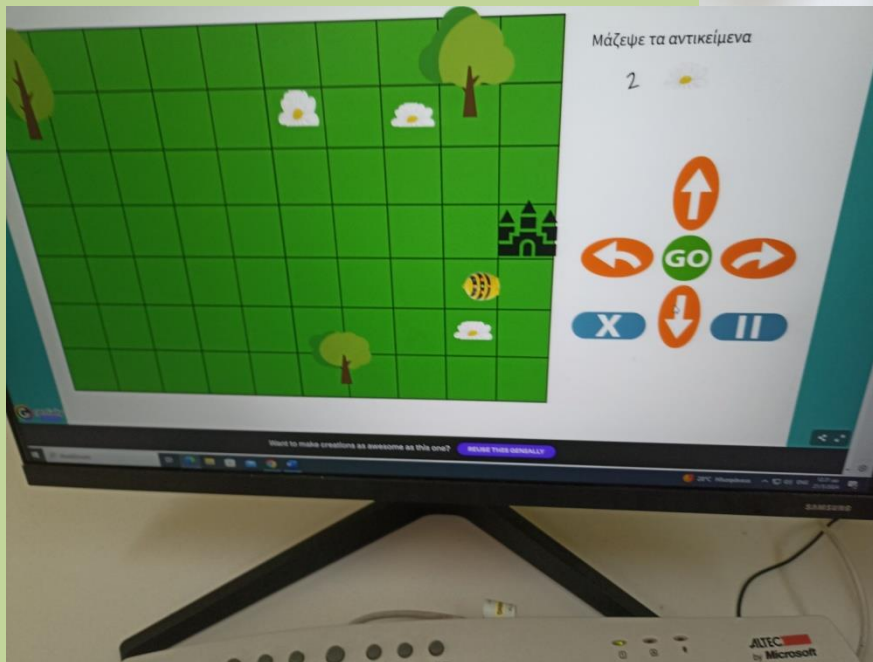 Μάζεψε τα αντικείμενα
2
GO
X
Want to make creations as awesome as this one?
REUSE THIS GENIALLY
20°C
SAMSUNG
ALTEC
by Microsoft